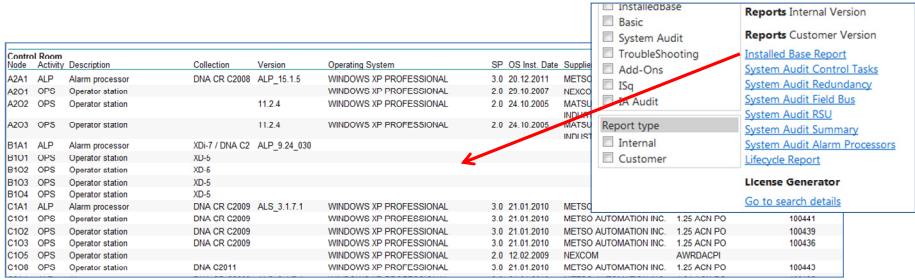 Control Room
Node Activity Description Collection Version Operating System SP OS Inst. Date Supplie
A2A1 ALP Alarm processor DNA CR C2008 ALP_15.1.5 WINDOWS XP PROFESSIONAL 3.0 20.12.2011 METSO
A2O1 OPS Operator station WINDOWS XP PROFESSIONAL 2.0 29.10.2007 NEXCO
A2O2 OPS Operator station 11.2.4 WINDOWS XP PROFESSIONAL 2.0 24.10.2005 MATSU
INDUST
A2O3 OPS Operator station 11.2.4 WINDOWS XP PROFESSIONAL 2.0 24.10.2005 MATSU
INDUST
B1A1 ALP Alarm processor XDi-7 / DNA C2 ALP_9.24_030
B1O1 OPS Operator station XD-5
B1O2 OPS Operator station XD-5
B1O3 OPS Operator station XD-5
B1O4 OPS Operator station XD-5
C1A1 ALP Alarm processor DNA CR C2009 ALS_3.1.7.1 WINDOWS XP PROFESSIONAL 3.0 21.01.2010 METSO
C1O1 OPS Operator station DNA CR C2009 WINDOWS XP PROFESSIONAL 3.0 21.01.2010 METSO AUTOMATION INC. 1.25 ACN PO 100441
C1O2 OPS Operator station DNA CR C2009 WINDOWS XP PROFESSIONAL 3.0 21.01.2010 METSO AUTOMATION INC. 1.25 ACN PO 100439
C1O3 OPS Operator station DNA CR C2009 WINDOWS XP PROFESSIONAL 3.0 21.01.2010 METSO AUTOMATION INC. 1.25 ACN PO 100436
C1O5 OPS Operator station WINDOWS XP PROFESSIONAL 2.0 12.02.2009 NEXCOM AWRDACPI
C1O8 OPS Operator station DNA C2011 WINDOWS XP PROFESSIONAL 3.0 21.01.2010 METSO AUTOMATION INC. 1.25 ACN PO 100443
InstalledBase
Basic
System Audit
TroubleShooting
Add-Ons
ISq
IA Audit
Report type
Internal
Customer
Reports Internal Version
Reports Customer Version
Installed Base Report
System Audit Control Tasks
System Audit Redundancy
System Audit Field Bus
System Audit RSU
System Audit Summary
System Audit Alarm Processors
Lifecycle Report
License Generator
Go to search details